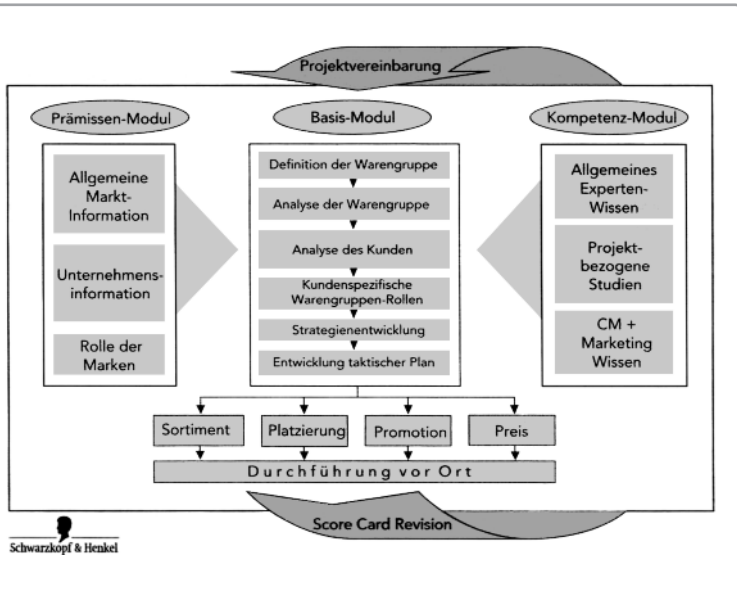 Projektvereinbarung
Prämissen-Modul
Allgemeine
Markt-
Information
Unternehmens-
information
Rolle der
Marken
Basis-Modul
Definition der Warengruppe
Analyse der Warengruppe
Analyse des Kunden
Kundenspezifische
Warengruppen-Rollen
Strategienentwicklung
Entwicklung taktischer Plan
Kompetenz-Modul
Allgemeines
Experten-
Wissen
Projekt-
bezogene
Studien
CM +
Marketing
Wissen
Sortiment
Platzierung
Promotion
Preis
Durchführung vor Ort
Score Card Revision
Schwarzkopf & Henkel